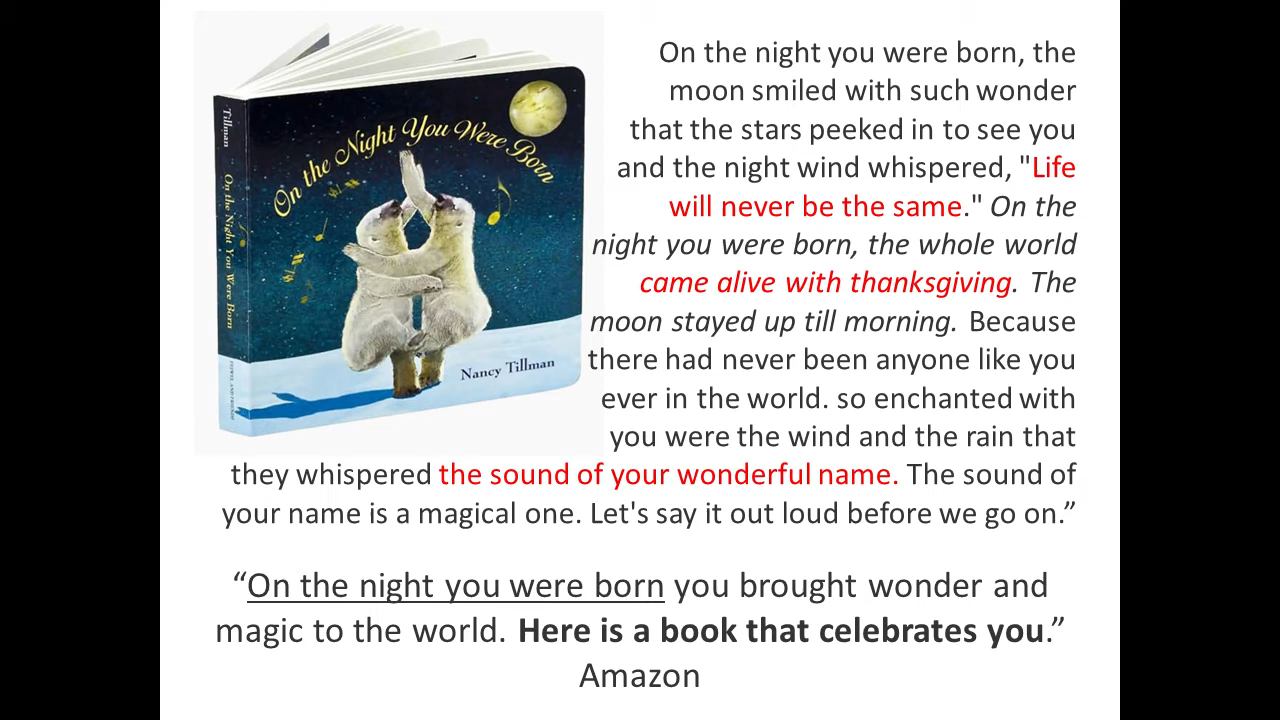 Tillman
On the Night You Were Born
On the Night You Were Born
Nancy Tillman
On the night you were born, the
moon smiled with such wonder
that the stars peeked in to see you
and the night wind whispered, "Life
will never be the same." On the
night you were born, the whole world
came alive with thanksgiving. The
moon stayed up till morning. Because
there had never been anyone like you
ever in the world. so enchanted with
you were the wind and the rain that
they whispered the sound of your wonderful name. The sound of
your name is a magical one. Let's say it out loud before we go on.”
“On the night you were born you brought wonder and
magic to the world. Here is a book that celebrates you.”
Amazon